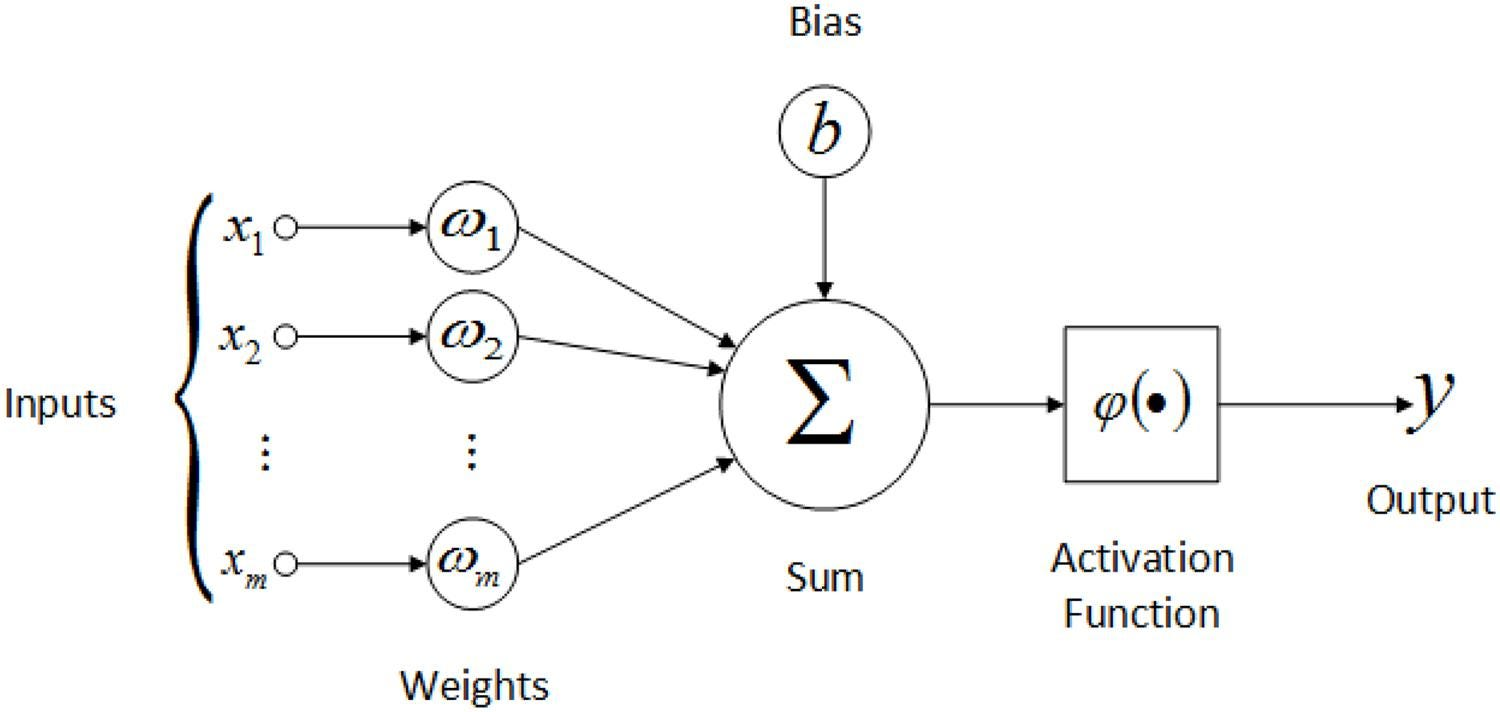 Bias
b
x₁ ω₁
x₂ ω₂
Inputs
⋮ ⋮
Σ
φ(•)
y
Output
xₘ ωₘ
Sum
Activation
Function
Weights